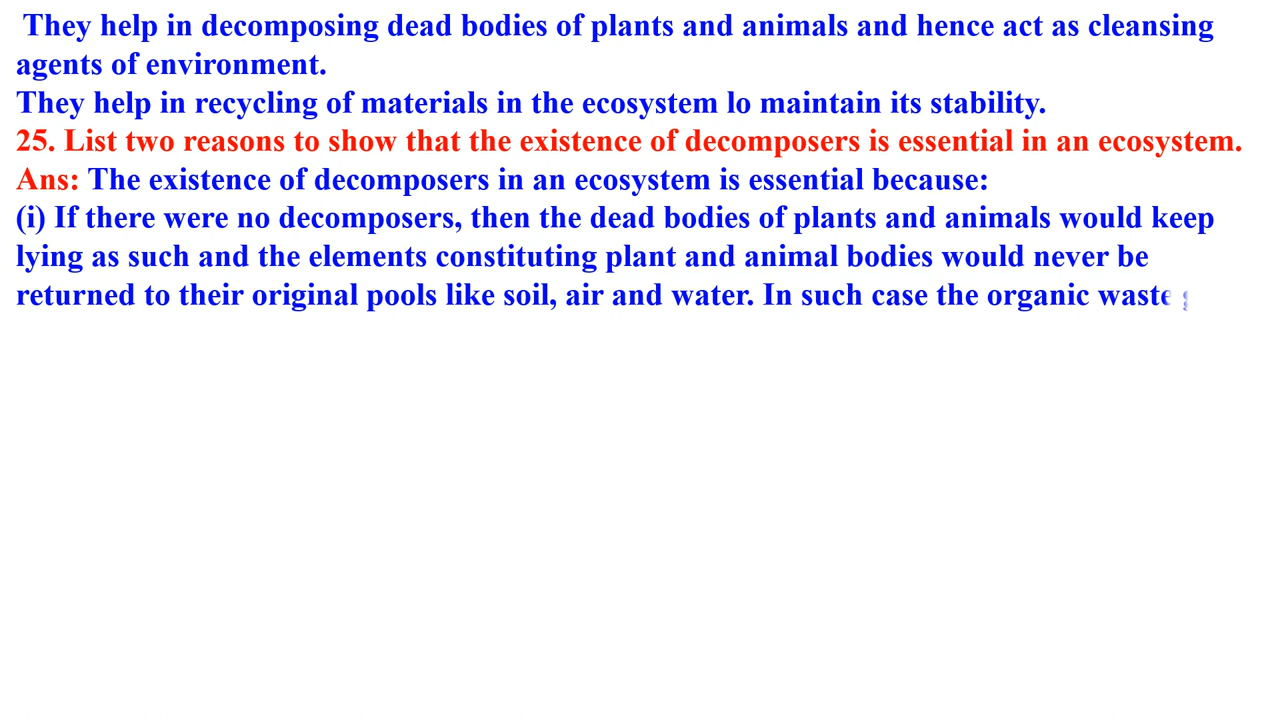 They help in decomposing dead bodies of plants and animals and hence act as cleansing
agents of environment.
They help in recycling of materials in the ecosystem lo maintain its stability.
25. List two reasons to show that the existence of decomposers is essential in an ecosystem.
Ans: The existence of decomposers in an ecosystem is essential because:
(i) If there were no decomposers, then the dead bodies of plants and animals would keep
lying as such and the elements constituting plant and animal bodies would never be
returned to their original pools like soil, air and water. In such case the organic waste